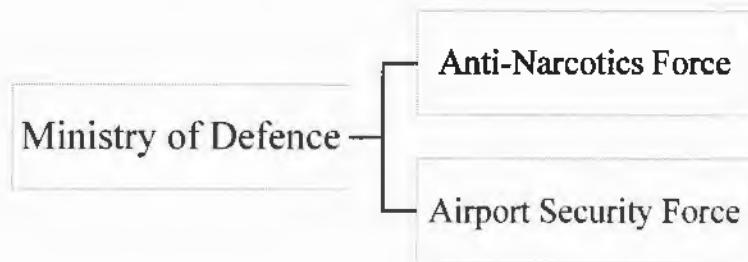 Anti-Narcotics Force
Ministry of Defence
Airport Security Force